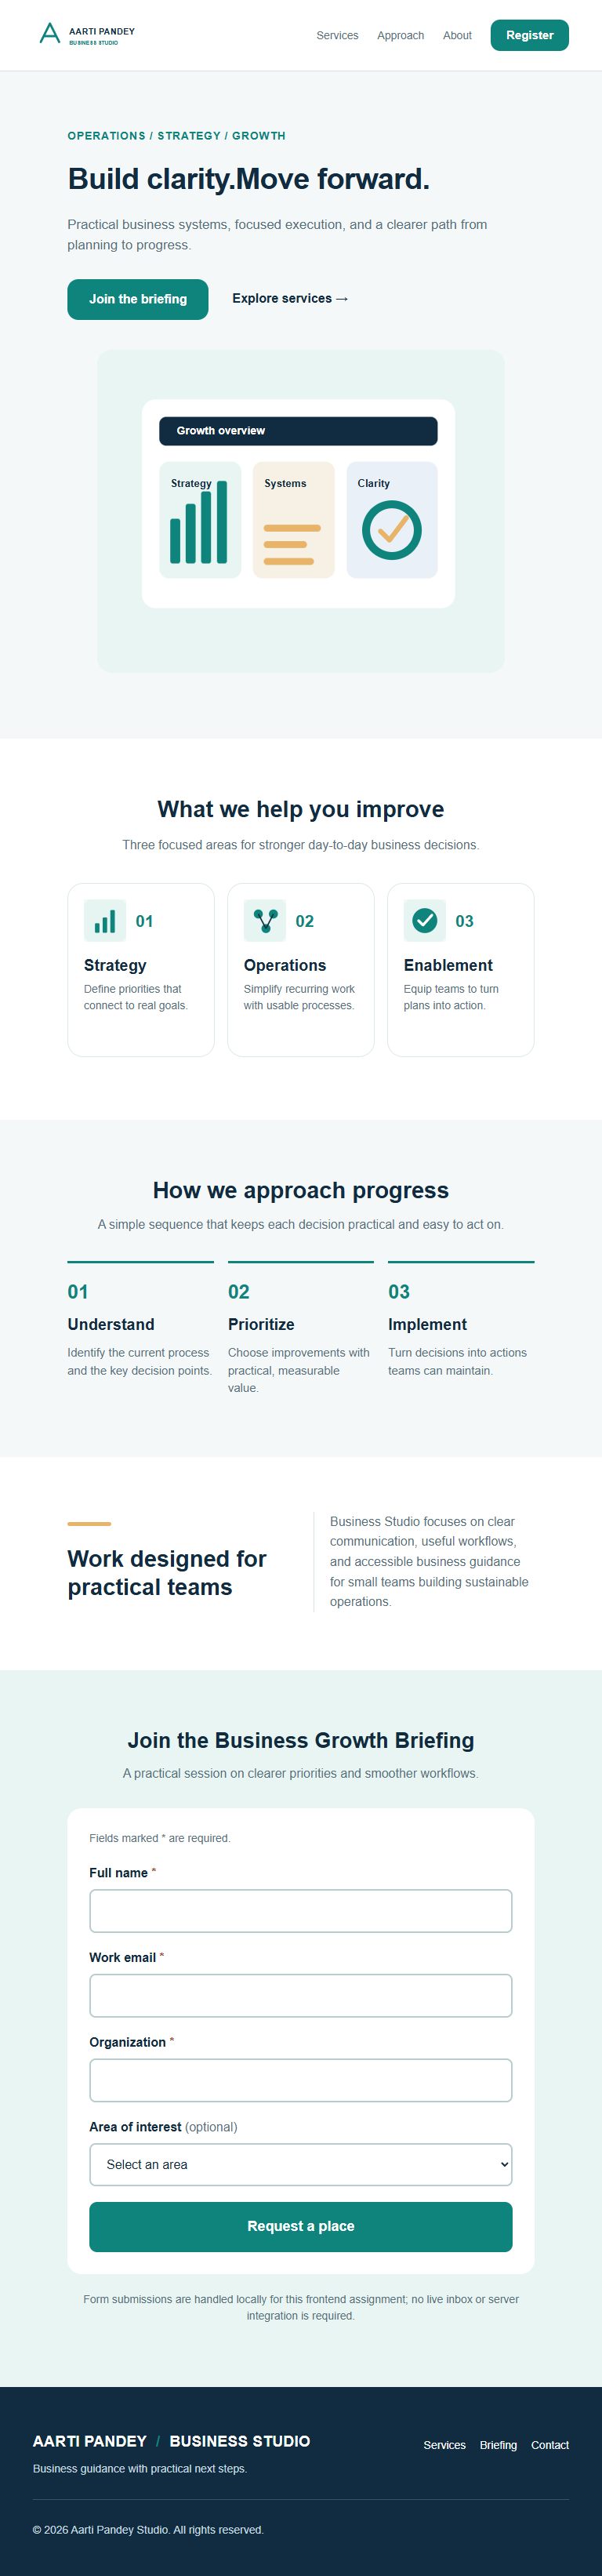 AARTI PANDEY
BUSINESS STUDIO
Services
Approach
About
Register
OPERATIONS / STRATEGY / GROWTH
Build clarity.Move forward.
Practical business systems, focused execution, and a clearer path from
planning to progress.
Join the briefing
Explore services →
Growth overview
Strategy
Systems
Clarity
What we help you improve
Three focused areas for stronger day-to-day business decisions.
01
Strategy
Define priorities that
connect to real goals.
02
Operations
Simplify recurring work
with usable processes.
03
Enablement
Equip teams to turn
plans into action.
How we approach progress
A simple sequence that keeps each decision practical and easy to act on.
01
Understand
Identify the current process
and the key decision points.
02
Prioritize
Choose improvements with
practical, measurable
value.
03
Implement
Turn decisions into actions
teams can maintain.
Work designed for
practical teams
Business Studio focuses on clear
communication, useful workflows,
and accessible business guidance
for small teams building sustainable
operations.
Join the Business Growth Briefing
A practical session on clearer priorities and smoother workflows.
Fields marked * are required.
Full name *
Work email *
Organization *
Area of interest (optional)
Select an area
Request a place
Form submissions are handled locally for this frontend assignment; no live inbox or server
integration is required.
AARTI PANDEY / BUSINESS STUDIO
Business guidance with practical next steps.
Services
Briefing
Contact
© 2026 Aarti Pandey Studio. All rights reserved.